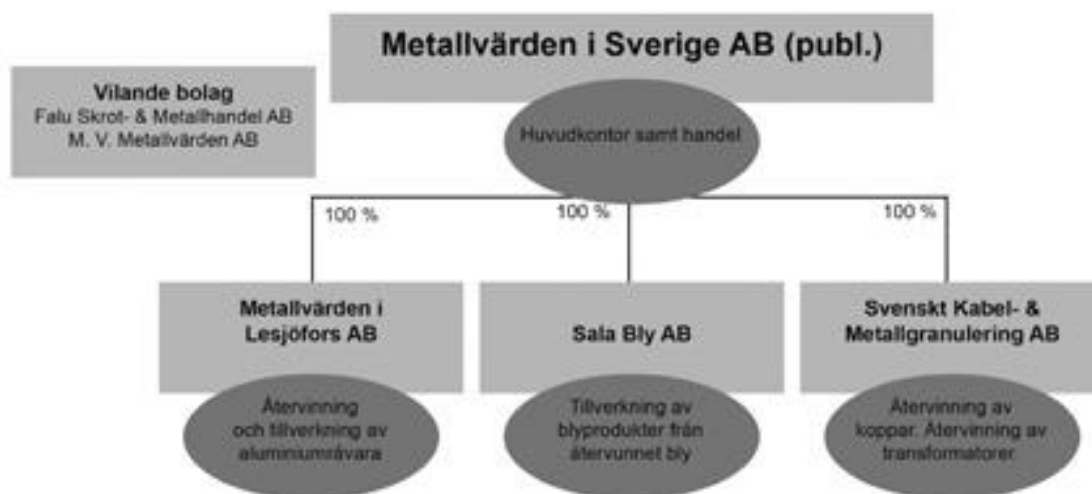 Metallvärden i Sverige AB (publ.)
Vilande bolag
Falu Skrot- & Metallhandel AB
M. V. Metallvärden AB
Huvudkontor samt handel
100 %
100 %
100 %
Metallvärden i
Lesjöfors AB
Sala Bly AB
Svenskt Kabel- &
Metallgranulering AB
Återvinning
och tillverkning av
aluminiumråvara
Tillverkning av
blyprodukter från
återvunnet bly
Återvinning av
koppar. Återvinning av
transformatorer